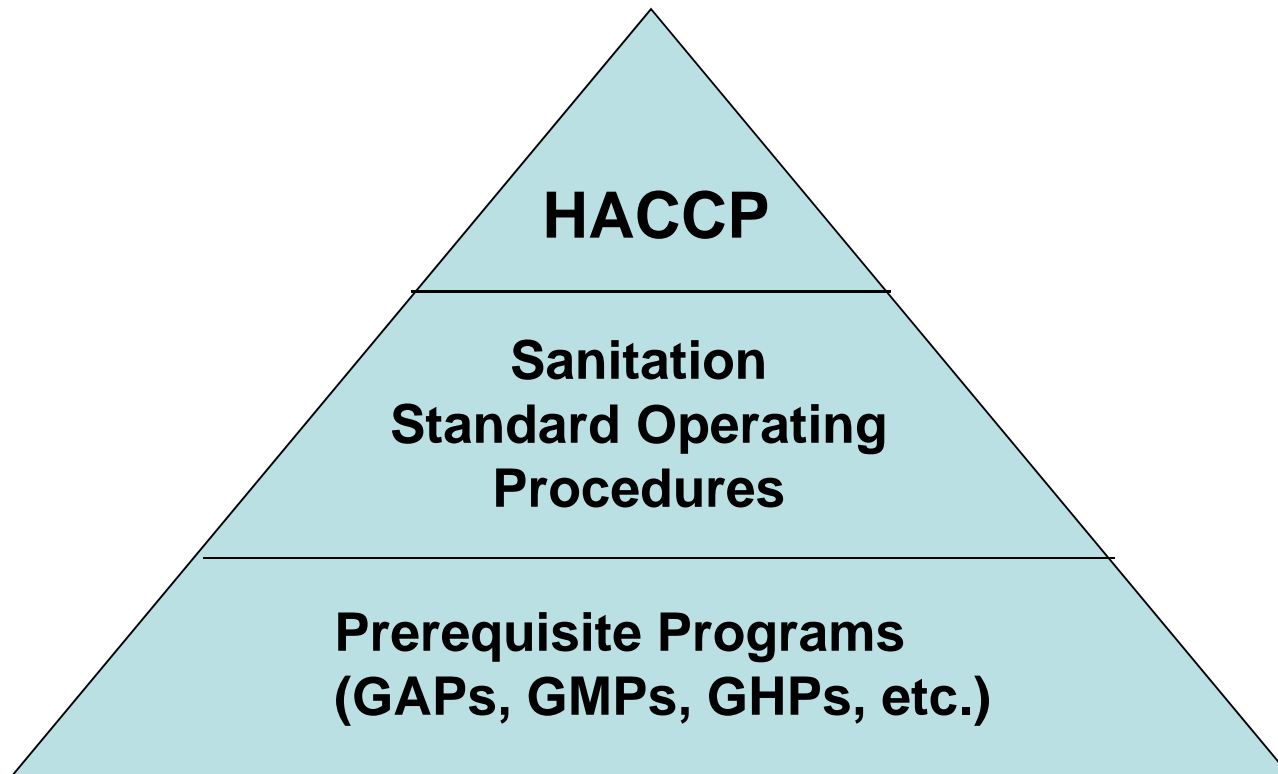 HACCP
Sanitation
Standard Operating
Procedures
Prerequisite Programs
(GAPs, GMPs, GHPs, etc.)